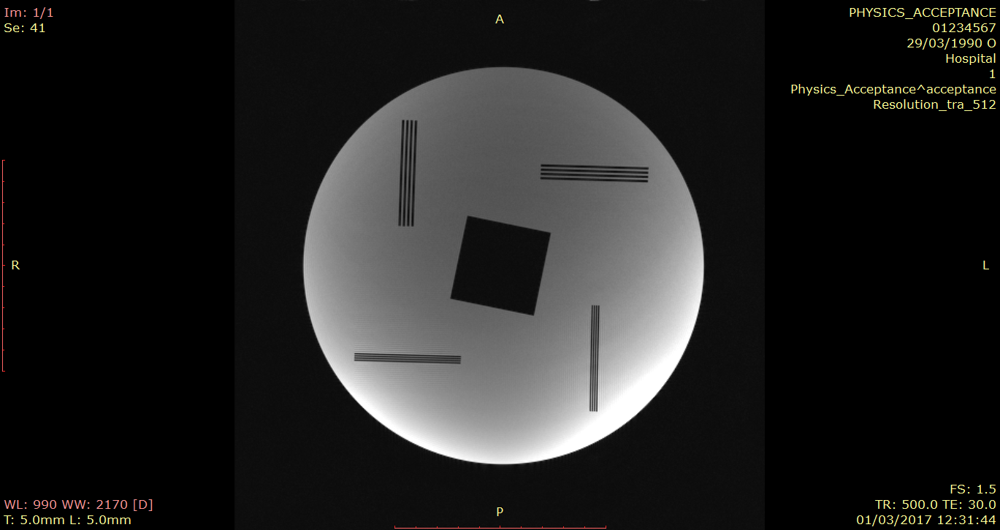 Im: 1/1
Se: 41
A
PHYSICS_ACCEPTANCE
01234567
29/03/1990 O
Hospital
1
Physics_Acceptance^acceptance
Resolution_tra_512
R
L
WL: 990 WW: 2170 [D]
T: 5.0mm L: 5.0mm
P
FS: 1.5
TR: 500.0 TE: 30.0
01/03/2017 12:31:44